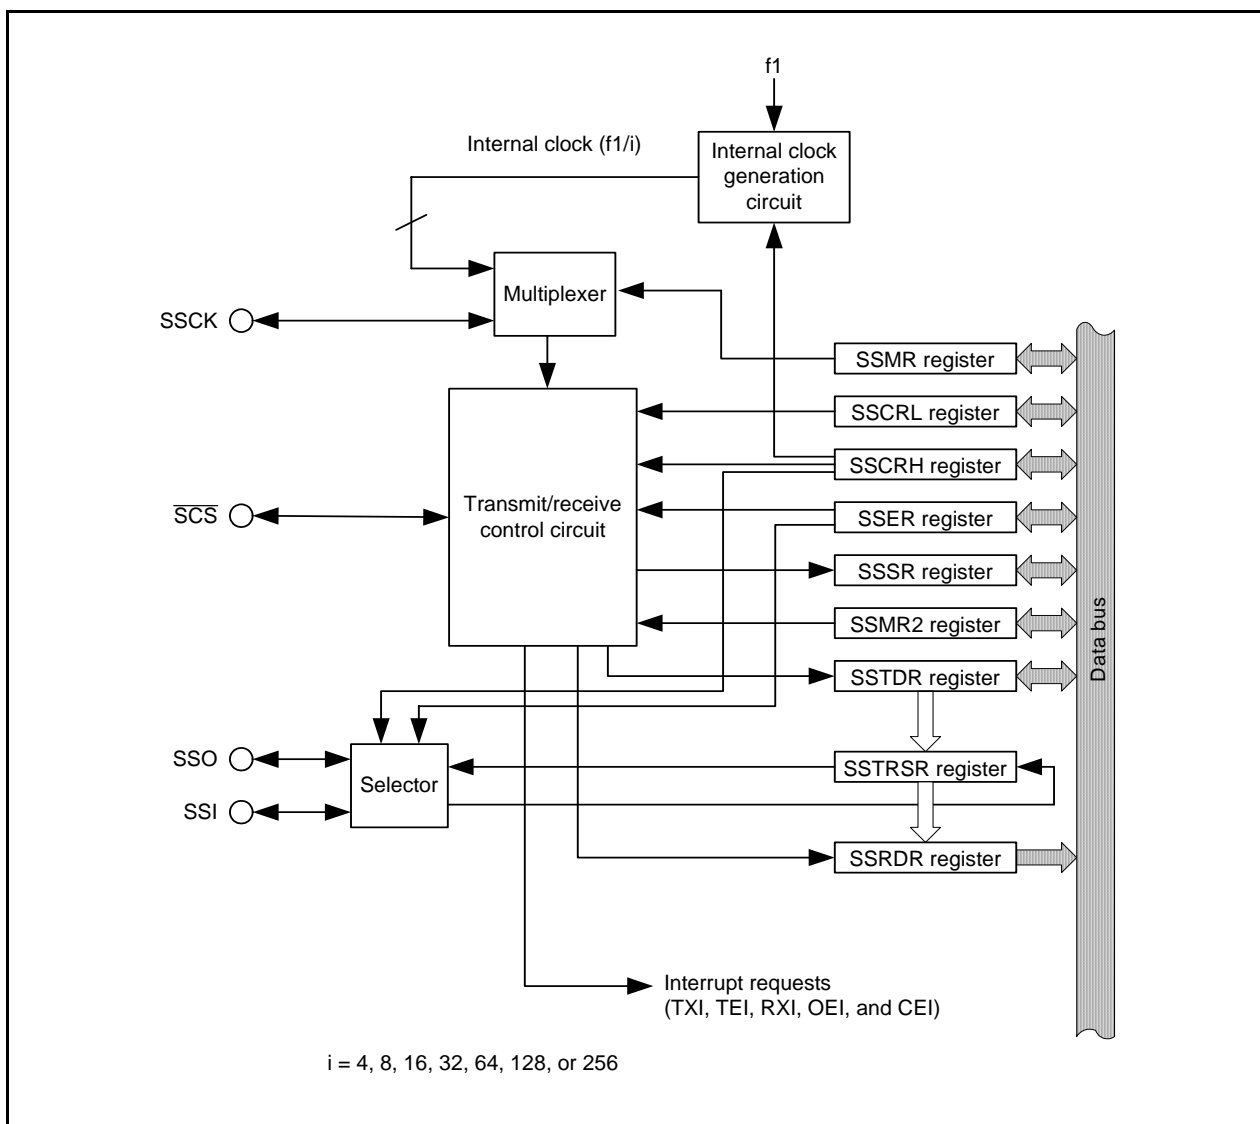 f1
Internal clock (f1/i)
Internal clock
generation
circuit
Multiplexer
SSCK
SSMR register
SSCRL register
SSCRH register
SCS
Transmit/receive
control circuit
SSER register
SSSR register
SSMR2 register
SSTDR register
Data bus
SSO
SSI
Selector
SSTRSR register
SSRDR register
Interrupt requests
(TXI, TEI, RXI, OEI, and CEI)
i = 4, 8, 16, 32, 64, 128, or 256